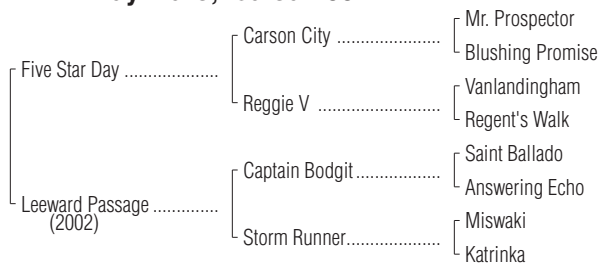 Mr. Prospector
Carson City
Blushing Promise
Five Star Day
Vanlandingham
Reggie V
Regent's Walk
Saint Ballado
Captain Bodgit
Answering Echo
Leeward Passage
(2002)
Miswaki
Storm Runner
Katrinka